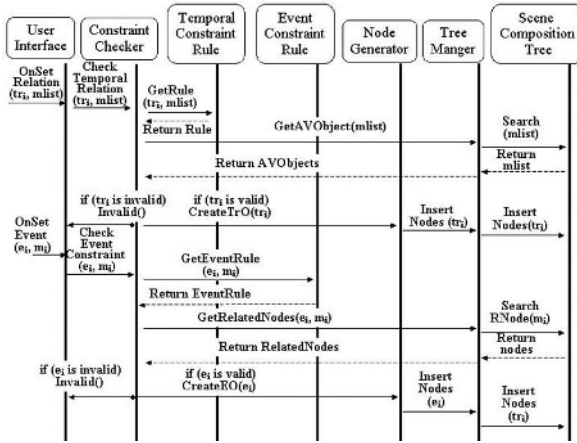 User
Interface
Constraint
Checker
Temporal
Constraint
Rule
Event
Constraint
Rule
Node
Generator
Tree
Manger
Scene
Composition
Tree
OnSet
Relation
(tri, mlist)
Check
Temporal
Relation
(tri, mlist)
GetRule
(tri, mlist)
Return Rule
GetAVObject(mlist)
Search
(mlist)
Return
mlist
Return AVObjects
if (tri is invalid)
Invalid()
if (tri is valid)
CreateTrO(tri)
Insert
Nodes (tri)
Insert
Nodes(tri)
OnSet
Event
(ei, mi)
Check
Event
Constraint
(ei, mi)
GetEventRule
(ei, mi)
Return EventRule
GetRelatedNodes(ei, mi)
Search
RNode(mi)
Return
nodes
Return RelatedNodes
if (ei is invalid)
Invalid()
if (ei is valid)
CreateEO(ei)
Insert
Nodes
(ei)
Insert
Nodes
(tri)